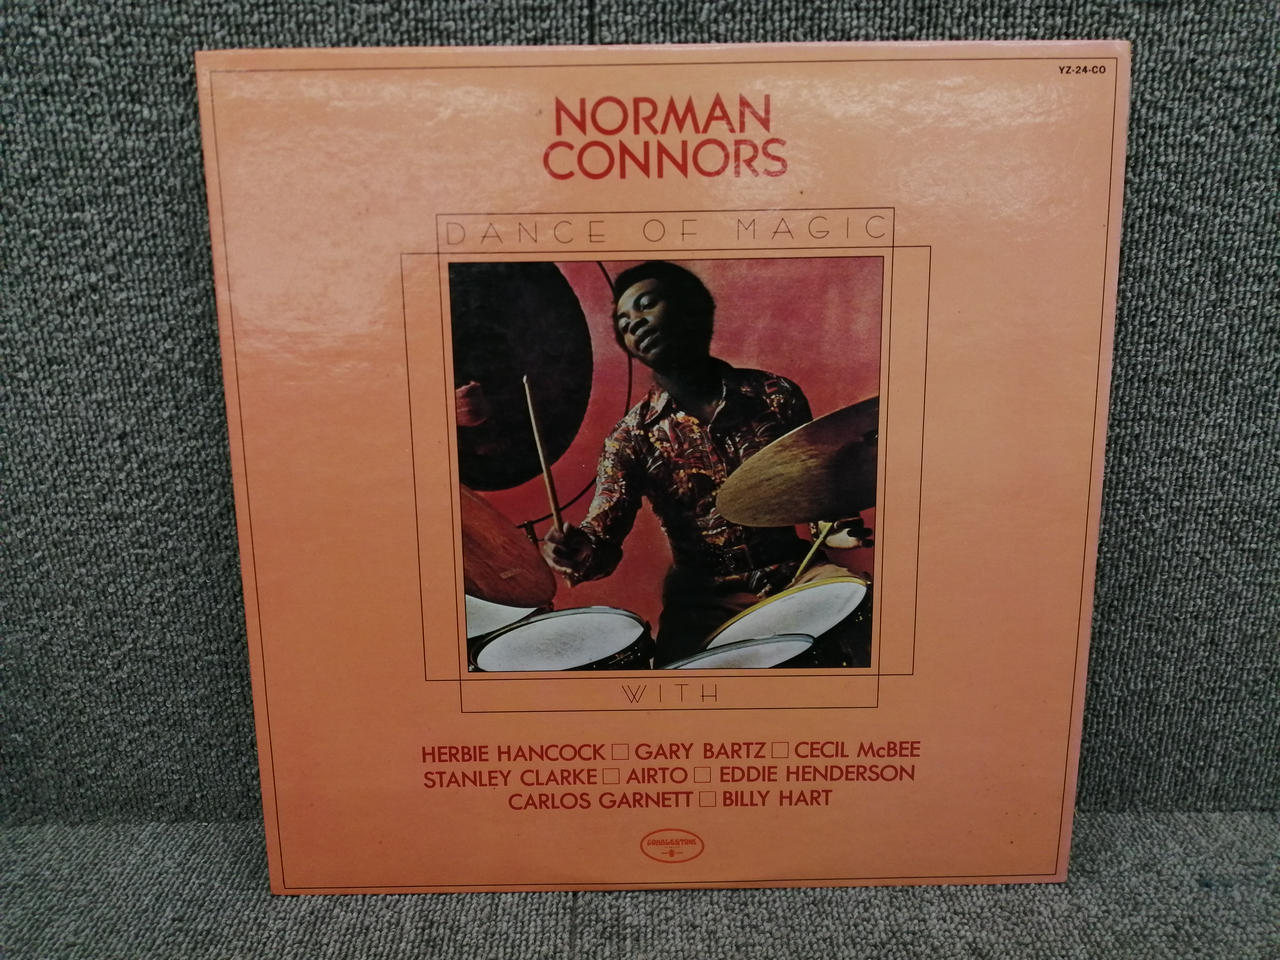 YZ-24-CO
NORMAN
CONNORS
DANCE OF MAGIC
WITH
HERBIE HANCOCK □ GARY BARTZ □ CECIL McBEE
STANLEY CLARKE □ AIRTO □ EDDIE HENDERSON
CARLOS GARNETT □ BILLY HART
COBBLESTONE